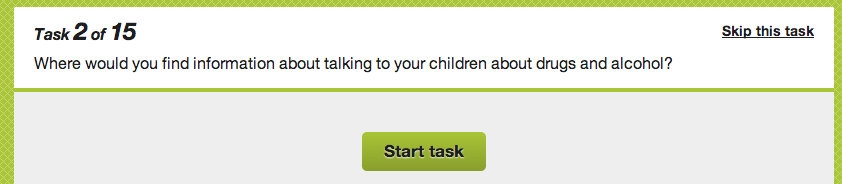 Task 2 of 15
Skip this task
Where would you find information about talking to your children about drugs and alcohol?
Start task